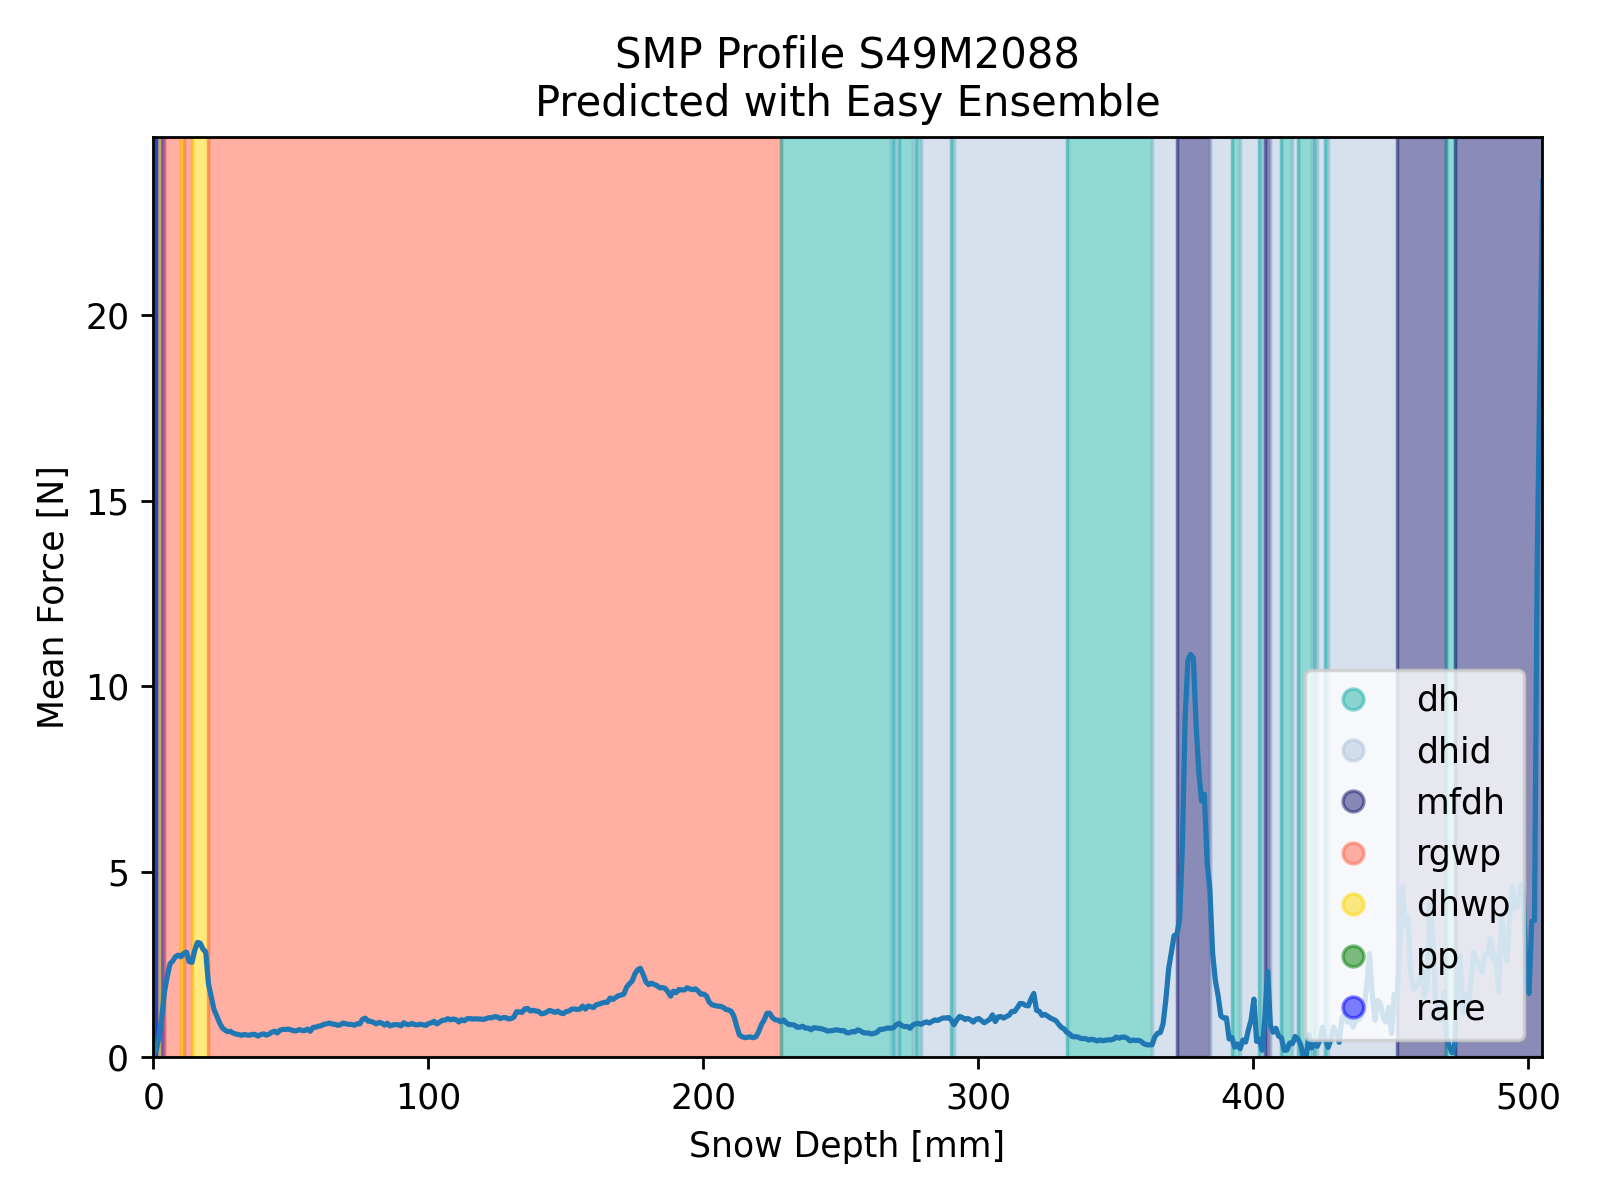 SMP Profile S49M2088
Predicted with Easy Ensemble
Mean Force [N]
20
15
10
5
0
dh
dhid
mfdh
rgwp
dhwp
pp
rare
0 100 200 300 400 500
Snow Depth [mm]